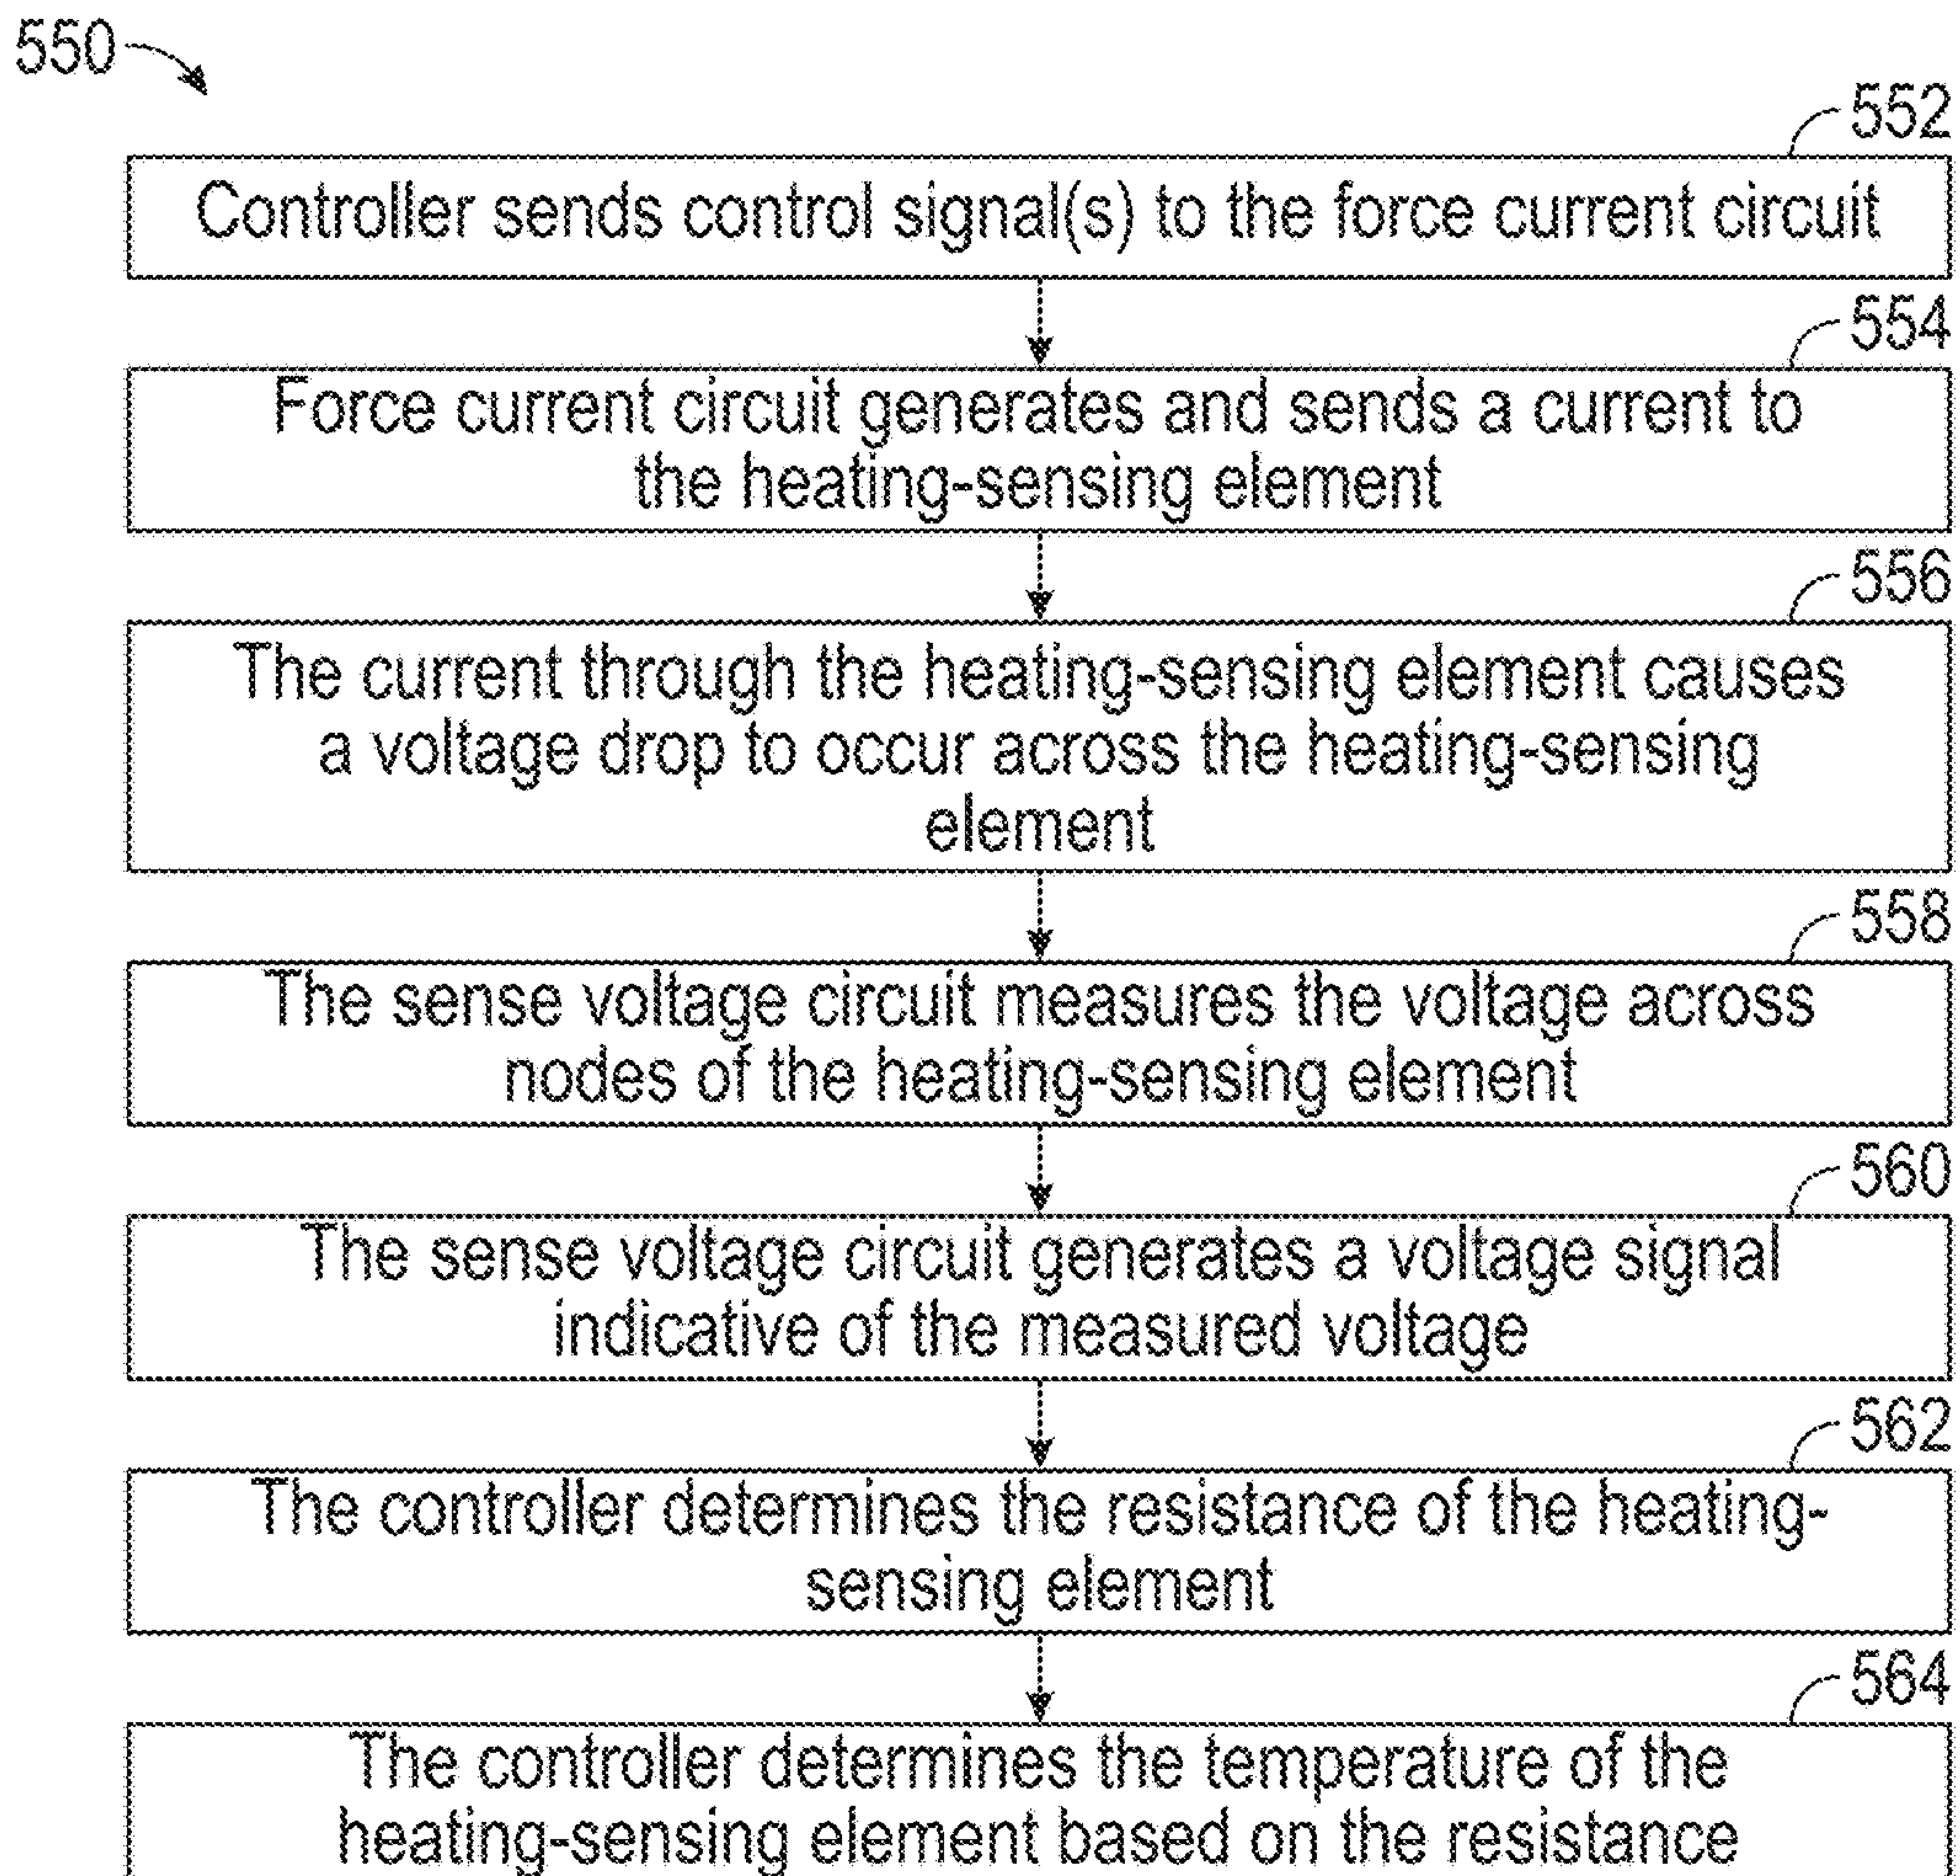 550
552
Controller sends control signal(s) to the force current circuit
554
Force current circuit generates and sends a current to
the heating-sensing element
556
The current through the heating-sensing element causes
a voltage drop to occur across the heating-sensing
element
558
The sense voltage circuit measures the voltage across
nodes of the heating-sensing element
560
The sense voltage circuit generates a voltage signal
indicative of the measured voltage
562
The controller determines the resistance of the heating-
sensing element
564
The controller determines the temperature of the
heating-sensing element based on the resistance